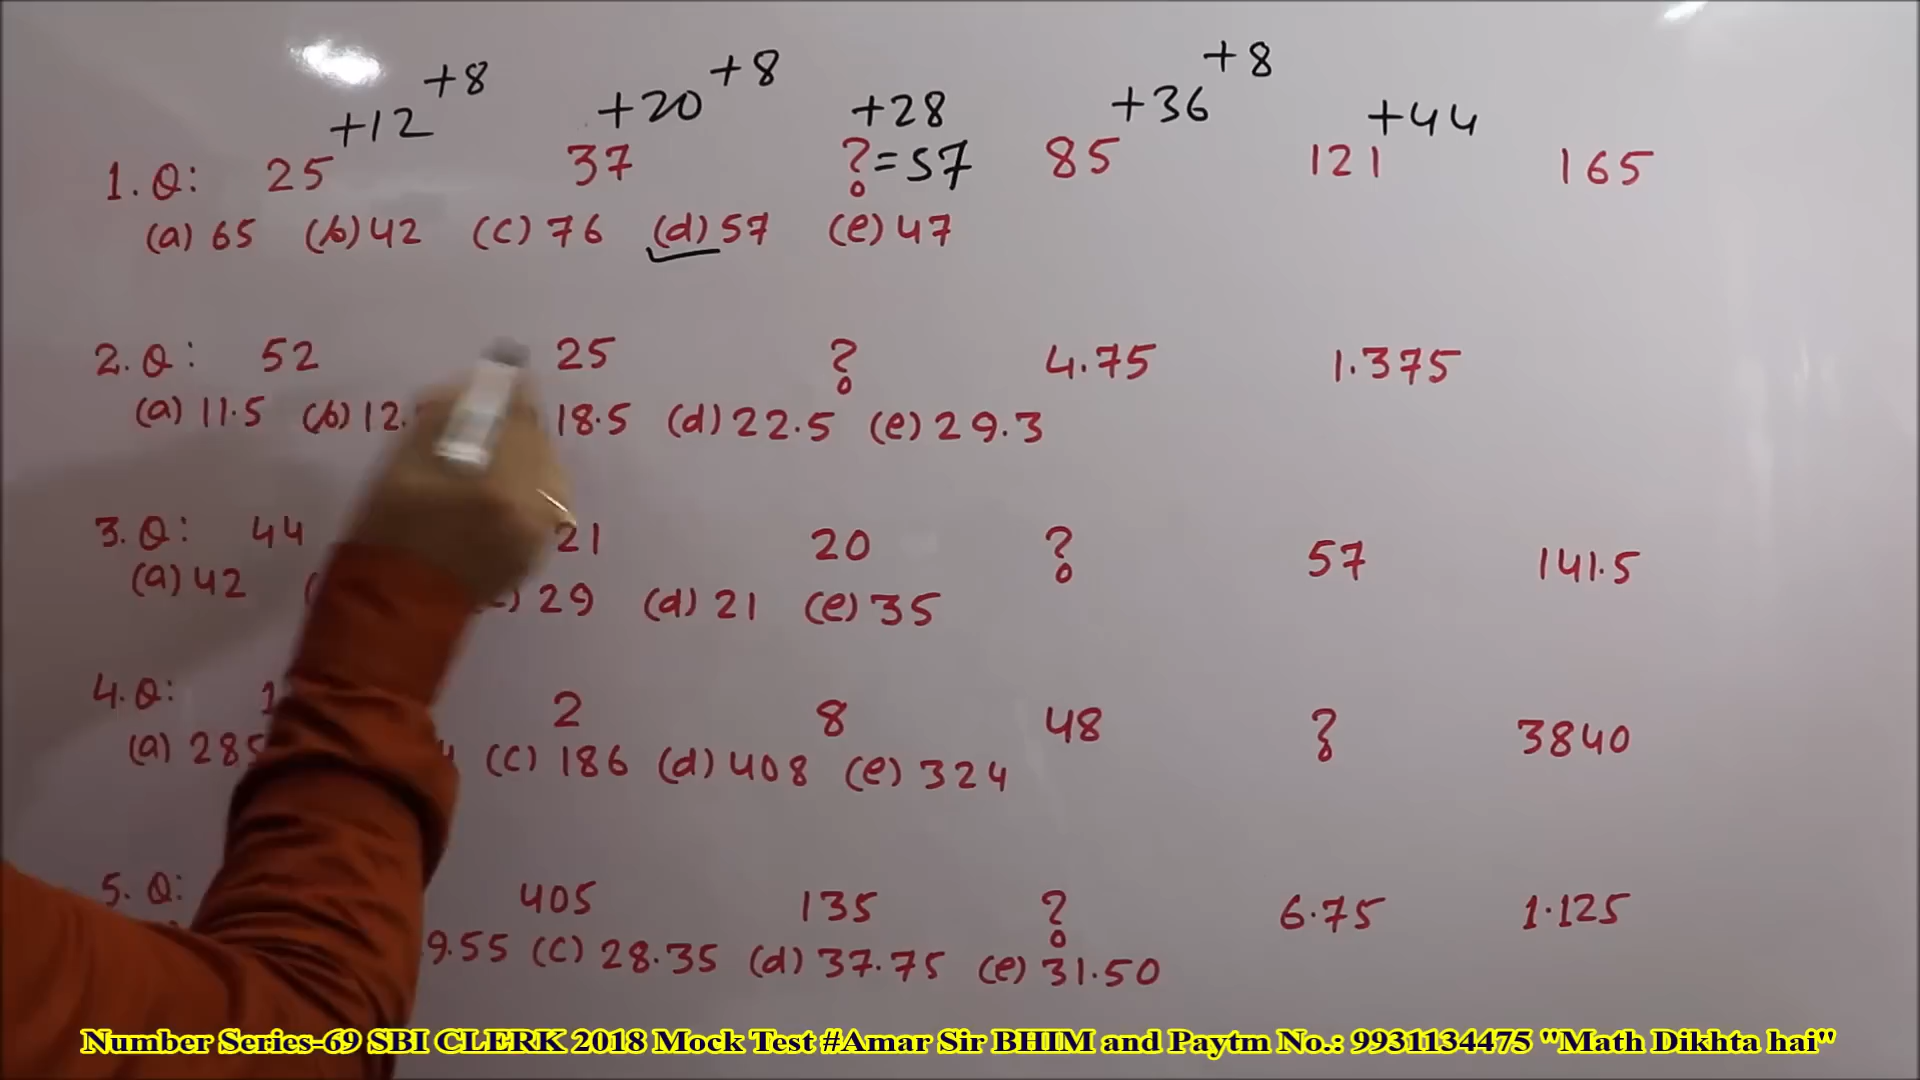 +12 +8 +20 +8 +28 +36 +8 +44
1. Q: 25 37 ? = 57 85 121 165
(a) 65 (b) 42 (c) 76 (d) 57 (e) 47
2. Q: 52 25 ? 4.75 1.375
(a) 11.5 (b) 12. 18.5 (d) 22.5 (e) 29.3
3. Q: 44 21 20 ? 57 141.5
(a) 42 29 (d) 21 (e) 35
4. Q: 2 8 48 ? 3840
(a) 285 (c) 186 (d) 408 (e) 324
5. Q: 405 135 ? 6.75 1.125
9.55 (c) 28.35 (d) 37.75 (e) 31.50
Number Series-69 SBI CLERK 2018 Mock Test #Amar Sir BHIM and Paytm No.: 9931134475 "Math Dikhta hai"